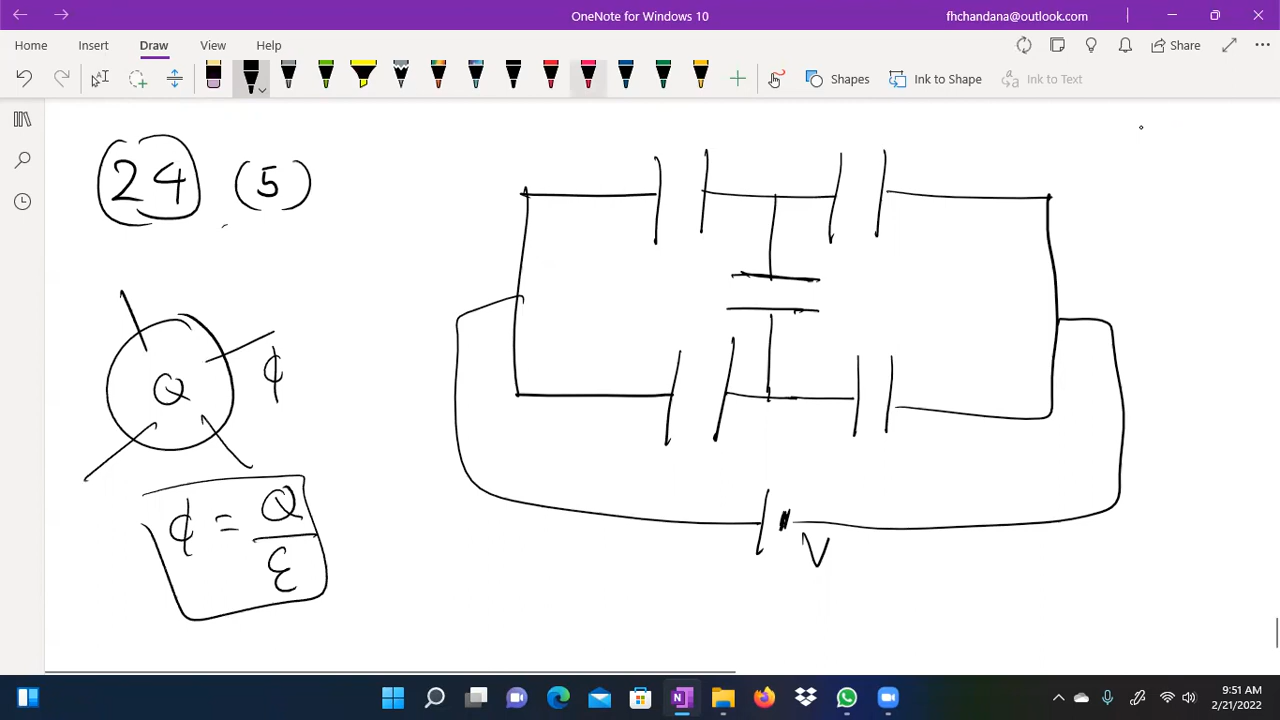 OneNote for Windows 10
fhchandana@outlook.com
Home Insert Draw View Help
Share
Shapes
Ink to Shape
Ink to Text
24 (5)
Q
¢
¢ = Q
ε
V
9:51 AM
2/21/2022